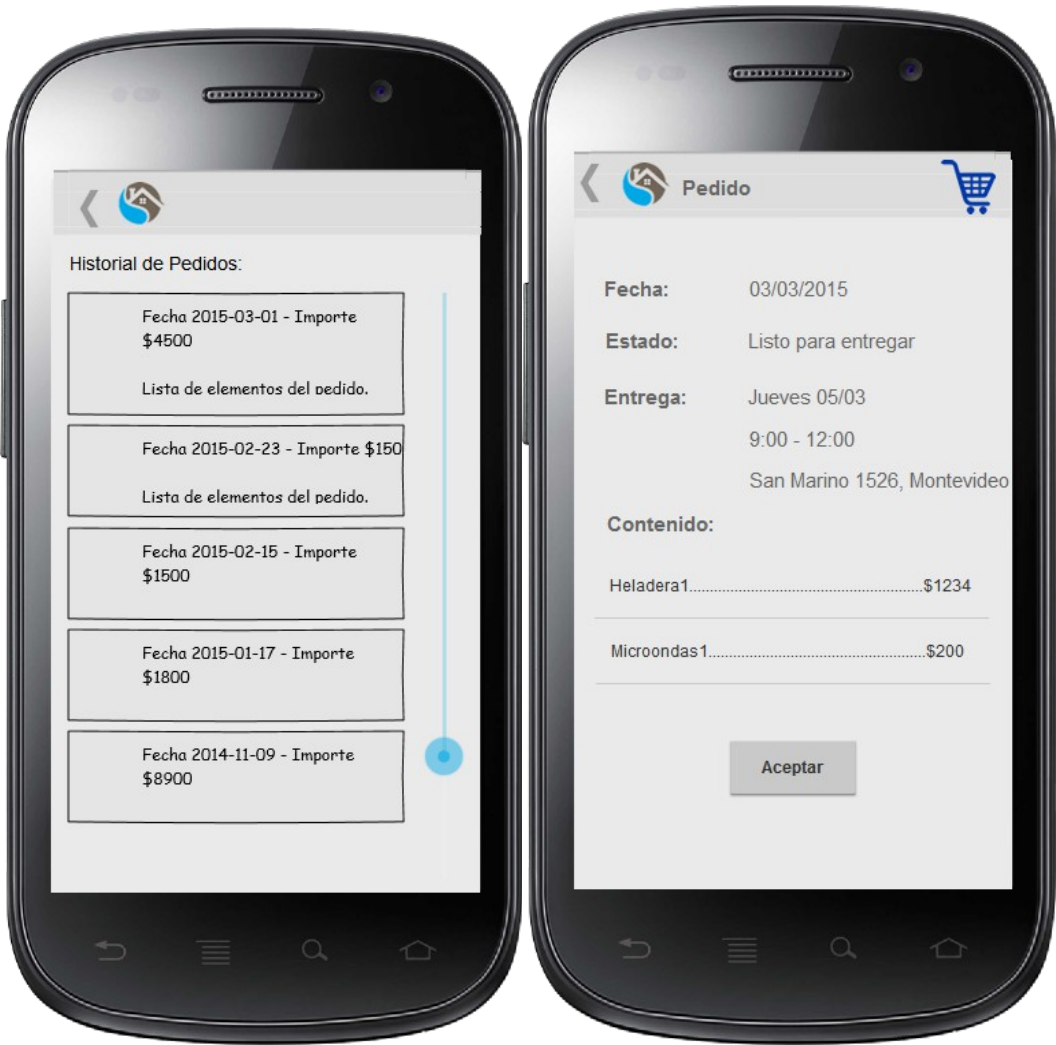 Historial de Pedidos:
Fecha 2015-03-01 - Importe
$4500
Lista de elementos del pedido.
Fecha 2015-02-23 - Importe $150
Lista de elementos del pedido.
Fecha 2015-02-15 - Importe
$1500
Fecha 2015-01-17 - Importe
$1800
Fecha 2014-11-09 - Importe
$8900
Pedido
Fecha: 03/03/2015
Estado: Listo para entregar
Entrega: Jueves 05/03
9:00 - 12:00
San Marino 1526, Montevideo
Contenido:
Heladera1........................................................$1234
Microondas1....................................................$200
Aceptar